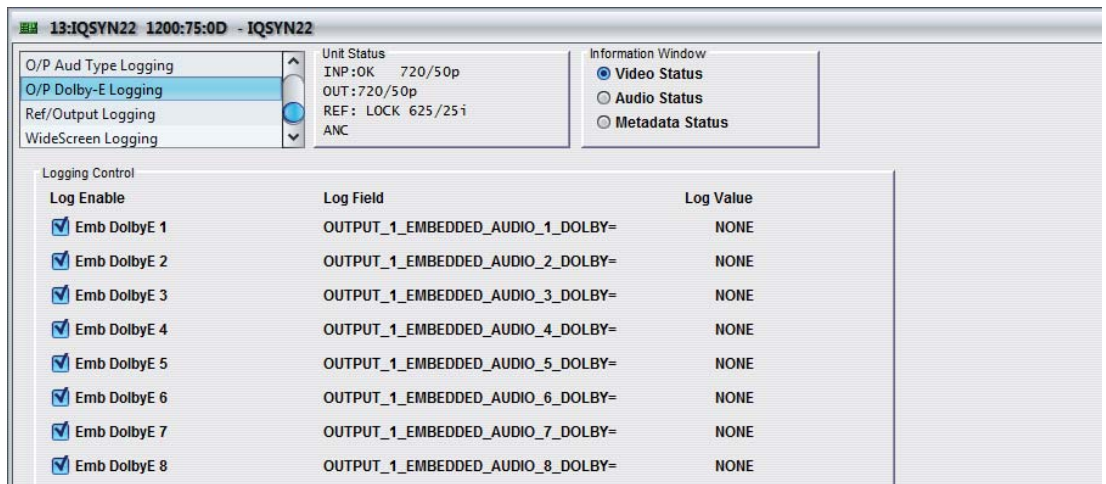 13:IQSYN22 1200:75:0D - IQSYN22
O/P Aud Type Logging
O/P Dolby-E Logging
Ref/Output Logging
WideScreen Logging
Unit Status
INP:OK 720/50p
OUT:720/50p
REF: LOCK 625/25i
ANC
Information Window
Video Status
Audio Status
Metadata Status
Logging Control
Log Enable Log Field Log Value
Emb DolbyE 1 OUTPUT_1_EMBEDDED_AUDIO_1_DOLBY= NONE
Emb DolbyE 2 OUTPUT_1_EMBEDDED_AUDIO_2_DOLBY= NONE
Emb DolbyE 3 OUTPUT_1_EMBEDDED_AUDIO_3_DOLBY= NONE
Emb DolbyE 4 OUTPUT_1_EMBEDDED_AUDIO_4_DOLBY= NONE
Emb DolbyE 5 OUTPUT_1_EMBEDDED_AUDIO_5_DOLBY= NONE
Emb DolbyE 6 OUTPUT_1_EMBEDDED_AUDIO_6_DOLBY= NONE
Emb DolbyE 7 OUTPUT_1_EMBEDDED_AUDIO_7_DOLBY= NONE
Emb DolbyE 8 OUTPUT_1_EMBEDDED_AUDIO_8_DOLBY= NONE